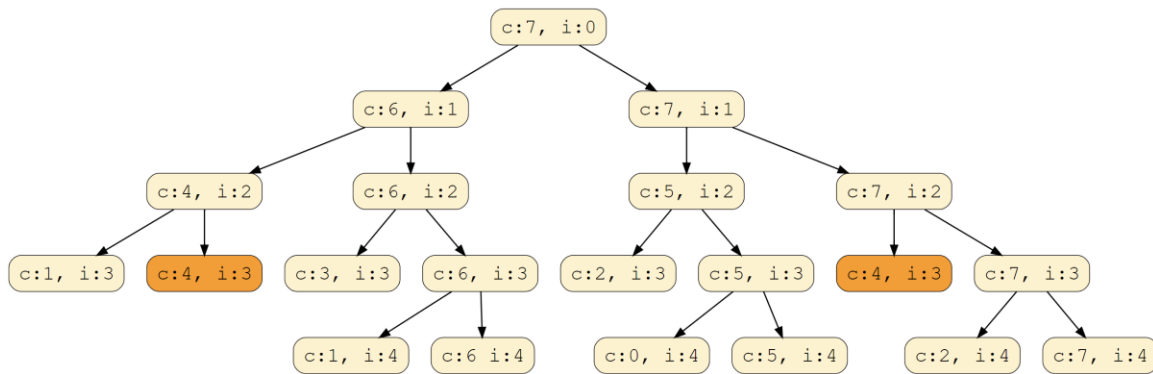 c:7, i:0
c:6, i:1
c:7, i:1
c:4, i:2
c:6, i:2
c:5, i:2
c:7, i:2
c:1, i:3
c:4, i:3
c:3, i:3
c:6, i:3
c:2, i:3
c:5, i:3
c:4, i:3
c:7, i:3
c:1, i:4
c:6 i:4
c:0, i:4
c:5, i:4
c:2, i:4
c:7, i:4